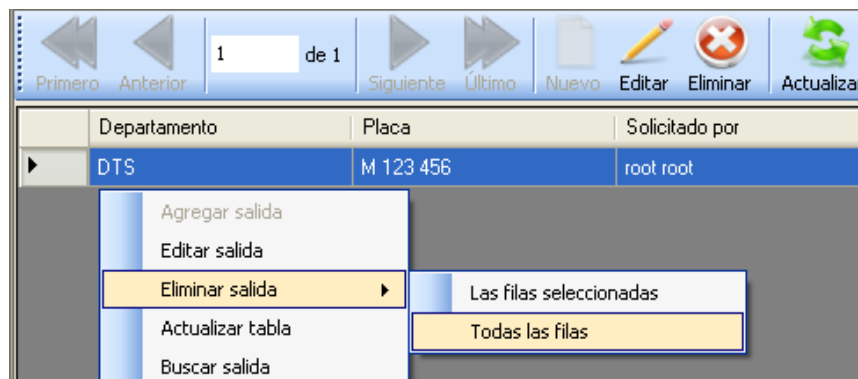 1 de 1
Primero Anterior Siguiente Último Nuevo Editar Eliminar Actualiza
Departamento Placa Solicitado por
DTS M 123 456 root root
Agregar salida
Editar salida
Eliminar salida
Las filas seleccionadas
Actualizar tabla
Todas las filas
Buscar salida